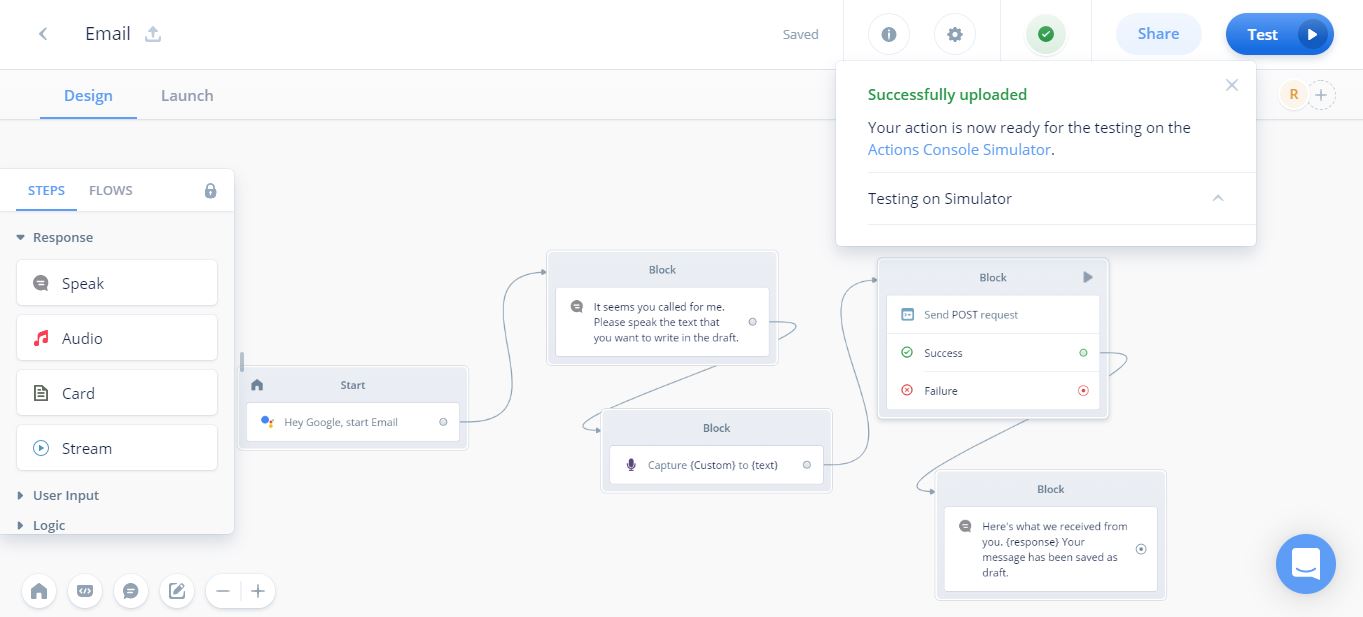 Email
Saved
Share
Test
Design
Launch
R
Successfully uploaded
Your action is now ready for the testing on the
Actions Console Simulator.
Testing on Simulator
STEPS
FLOWS
Response
Speak
Audio
Card
Stream
User Input
Logic
Start
Hey Google, start Email
Block
It seems you called for me.
Please speak the text that
you want to write in the draft.
Block
Capture {Custom} to {text}
Block
Send POST request
Success
Failure
Block
Here's what we received from
you. {response} Your
message has been saved as
draft.